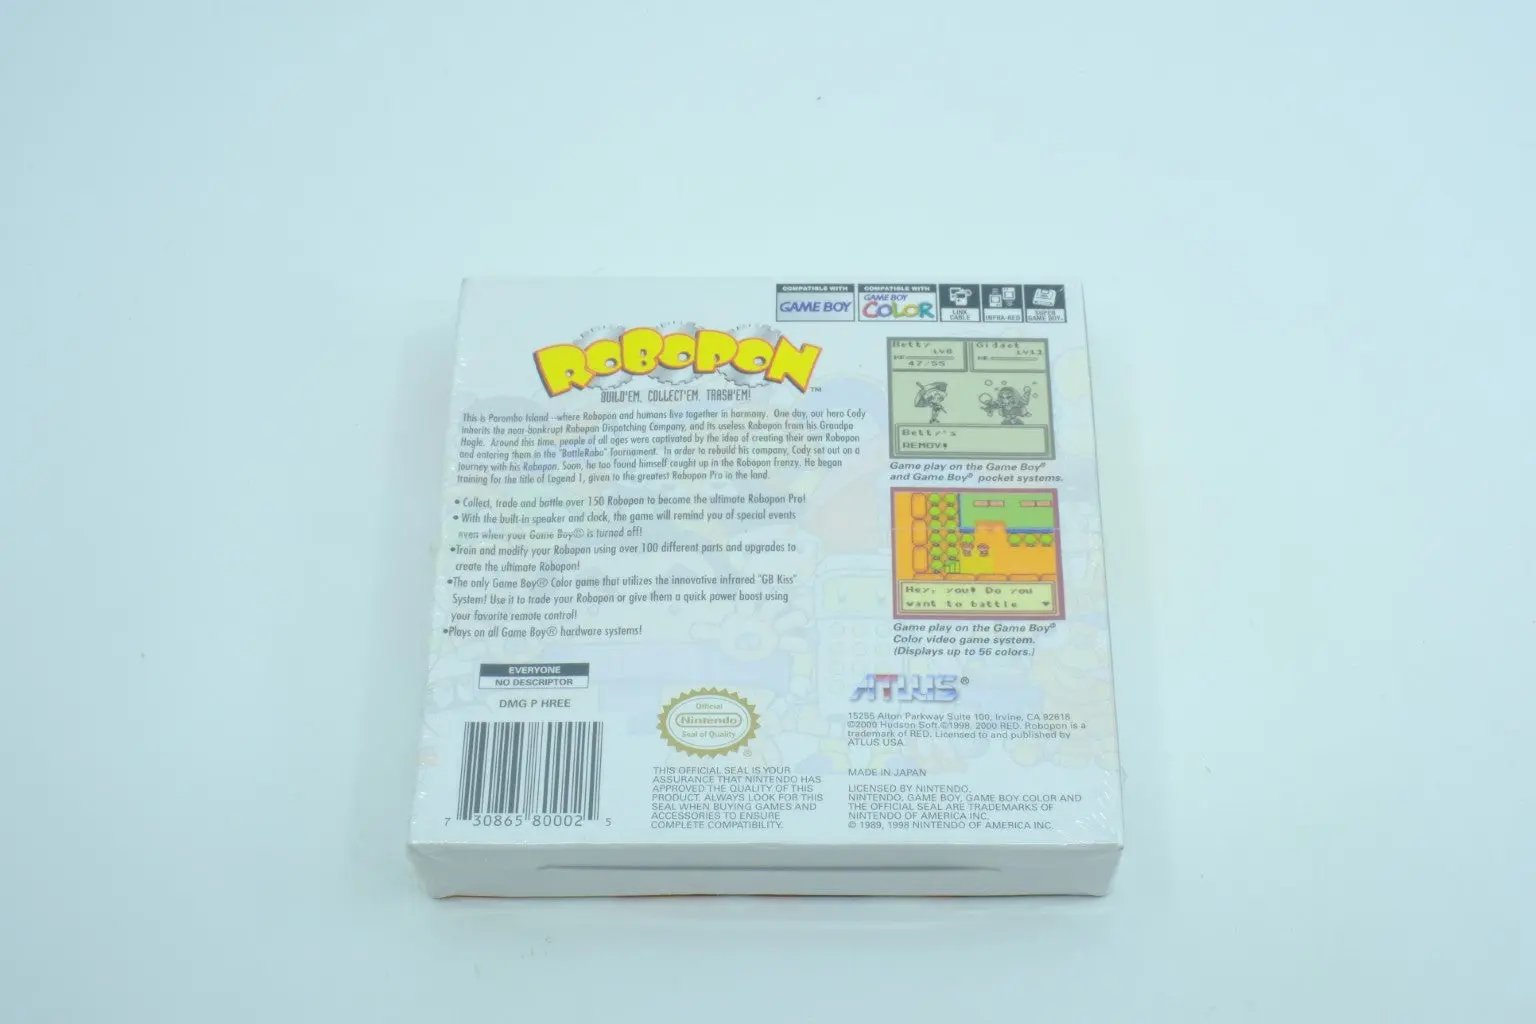 COMPATIBLE WITH
GAME BOY
COMPATIBLE WITH
GAME BOY
COLOR
LINK
CABLE
INFRA-RED
SUPER
GAME BOY
ROBOPON™
BUILD'EM, COLLECT'EM, TRASH'EM!
This is Porombo Island--where Robopon and humans live together in harmony. One day, our hero Cody
inherits the near-bankrupt Robopon Dispatching Company, and its useless Robopon from his Grandpa
Hogle. Around this time, people of all ages were captivated by the idea of creating their own Robopon
and entering them in the "BattleRobo" Tournament. In order to rebuild his company, Cody set out on a
journey with his Robopon. Soon, he too found himself caught up in the Robopon frenzy. He began
training for the title of Legend 1, given to the greatest Robopon Pro in the land.
• Collect, trade and battle over 150 Robopon to become the ultimate Robopon Pro!
• With the built-in speaker and clock, the game will remind you of special events
even when your Game Boy® is turned off!
•Train and modify your Robopon using over 100 different parts and upgrades to
create the ultimate Robopon!
•The only Game Boy® Color game that utilizes the innovative infrared "GB Kiss"
System! Use it to trade your Robopon or give them a quick power boost using
your favorite remote control!
•Plays on all Game Boy® hardware systems!
Betty
Gidget
47/55
Betty's
REMOV!
Game play on the Game Boy®
and Game Boy® pocket systems.
Hey, you! Do you
want to battle
Game play on the Game Boy®
Color video game system.
(Displays up to 56 colors.)
EVERYONE
NO DESCRIPTOR
DMG P HREE
7 30865 80002 5
Official
Nintendo
Seal of Quality
®
THIS OFFICIAL SEAL IS YOUR
ASSURANCE THAT NINTENDO HAS
APPROVED THE QUALITY OF THIS
PRODUCT. ALWAYS LOOK FOR THIS
SEAL WHEN BUYING GAMES AND
ACCESSORIES TO ENSURE
COMPLETE COMPATIBILITY.
ATLUS®
15255 Alton Parkway Suite 100, Irvine, CA 92618
©2000 Hudson Soft ©1998, 2000 RED. Robopon is a
trademark of RED. Licensed to and published by
ATLUS USA.
MADE IN JAPAN
LICENSED BY NINTENDO.
NINTENDO, GAME BOY, GAME BOY COLOR AND
THE OFFICIAL SEAL ARE TRADEMARKS OF
NINTENDO OF AMERICA INC.
© 1989, 1998 NINTENDO OF AMERICA INC.